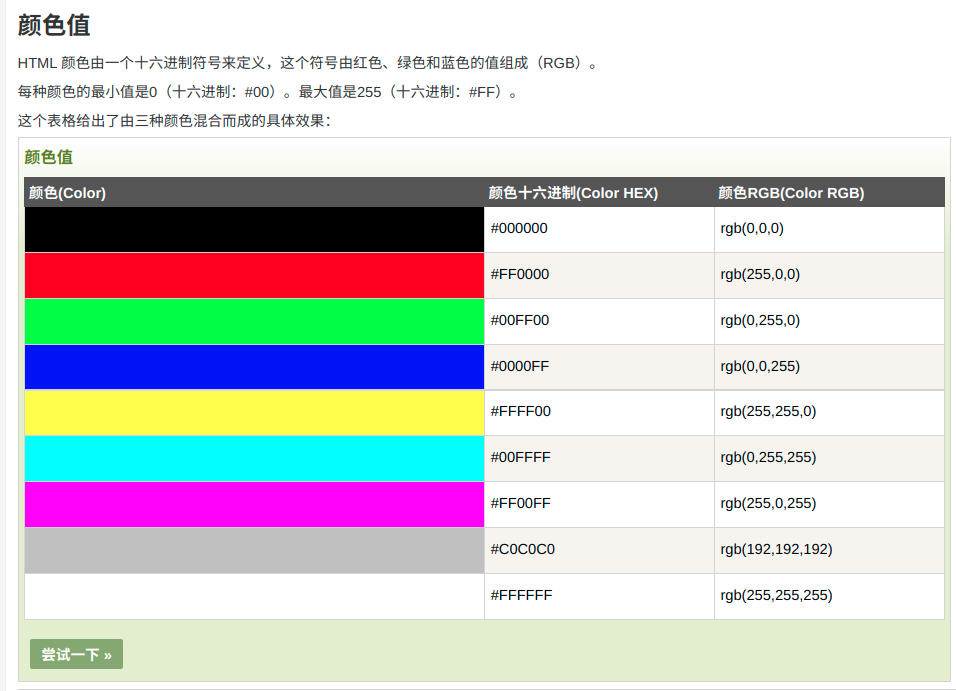 颜色值
HTML 颜色由一个十六进制符号来定义，这个符号由红色、绿色和蓝色的值组成（RGB）。
每种颜色的最小值是0（十六进制：#00）。最大值是255（十六进制：#FF）。
这个表格给出了由三种颜色混合而成的具体效果：
颜色值
颜色(Color) 颜色十六进制(Color HEX) 颜色RGB(Color RGB)
#000000 rgb(0,0,0)
#FF0000 rgb(255,0,0)
#00FF00 rgb(0,255,0)
#0000FF rgb(0,0,255)
#FFFF00 rgb(255,255,0)
#00FFFF rgb(0,255,255)
#FF00FF rgb(255,0,255)
#C0C0C0 rgb(192,192,192)
#FFFFFF rgb(255,255,255)
尝试一下 »